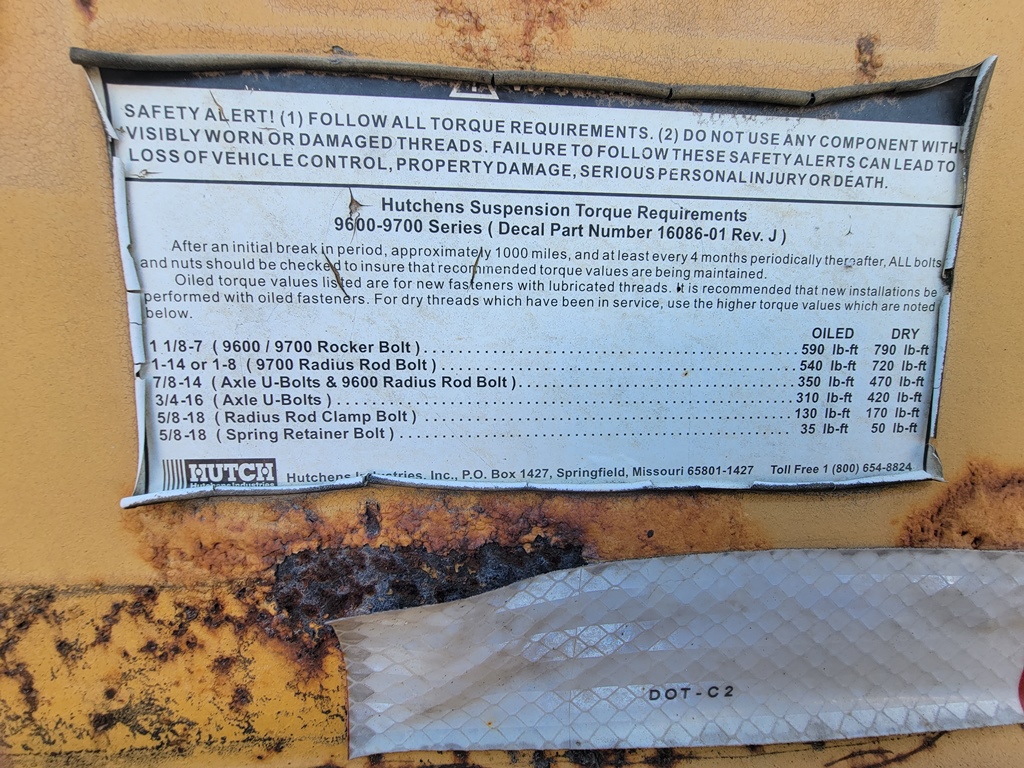 SAFETY ALERT! (1) FOLLOW ALL TORQUE REQUIREMENTS. (2) DO NOT USE ANY COMPONENT WITH
VISIBLY WORN OR DAMAGED THREADS. FAILURE TO FOLLOW THESE SAFETY ALERTS CAN LEAD TO
LOSS OF VEHICLE CONTROL, PROPERTY DAMAGE, SERIOUS PERSONAL INJURY OR DEATH.
Hutchens Suspension Torque Requirements
9600-9700 Series ( Decal Part Number 16086-01 Rev. J )
After an initial break in period, approximately 1000 miles, and at least every 4 months periodically thereafter, ALL bolts
and nuts should be checked to insure that recommended torque values are being maintained.
Oiled torque values listed are for new fasteners with lubricated threads. It is recommended that new installations be
performed with oiled fasteners. For dry threads which have been in service, use the higher torque values which are noted
below.
OILED DRY
1 1/8-7 ( 9600 / 9700 Rocker Bolt ) 590 lb-ft 790 lb-ft
1-14 or 1-8 ( 9700 Radius Rod Bolt ) 540 lb-ft 720 lb-ft
7/8-14 ( Axle U-Bolts & 9600 Radius Rod Bolt ) 350 lb-ft 470 lb-ft
3/4-16 ( Axle U-Bolts ) 310 lb-ft 420 lb-ft
5/8-18 ( Radius Rod Clamp Bolt ) 130 lb-ft 170 lb-ft
5/8-18 ( Spring Retainer Bolt ) 35 lb-ft 50 lb-ft
HUTCH Hutchens Industries, Inc., P.O. Box 1427, Springfield, Missouri 65801-1427 Toll Free 1 (800) 654-8824
Hutchens Industries
DOT-C2